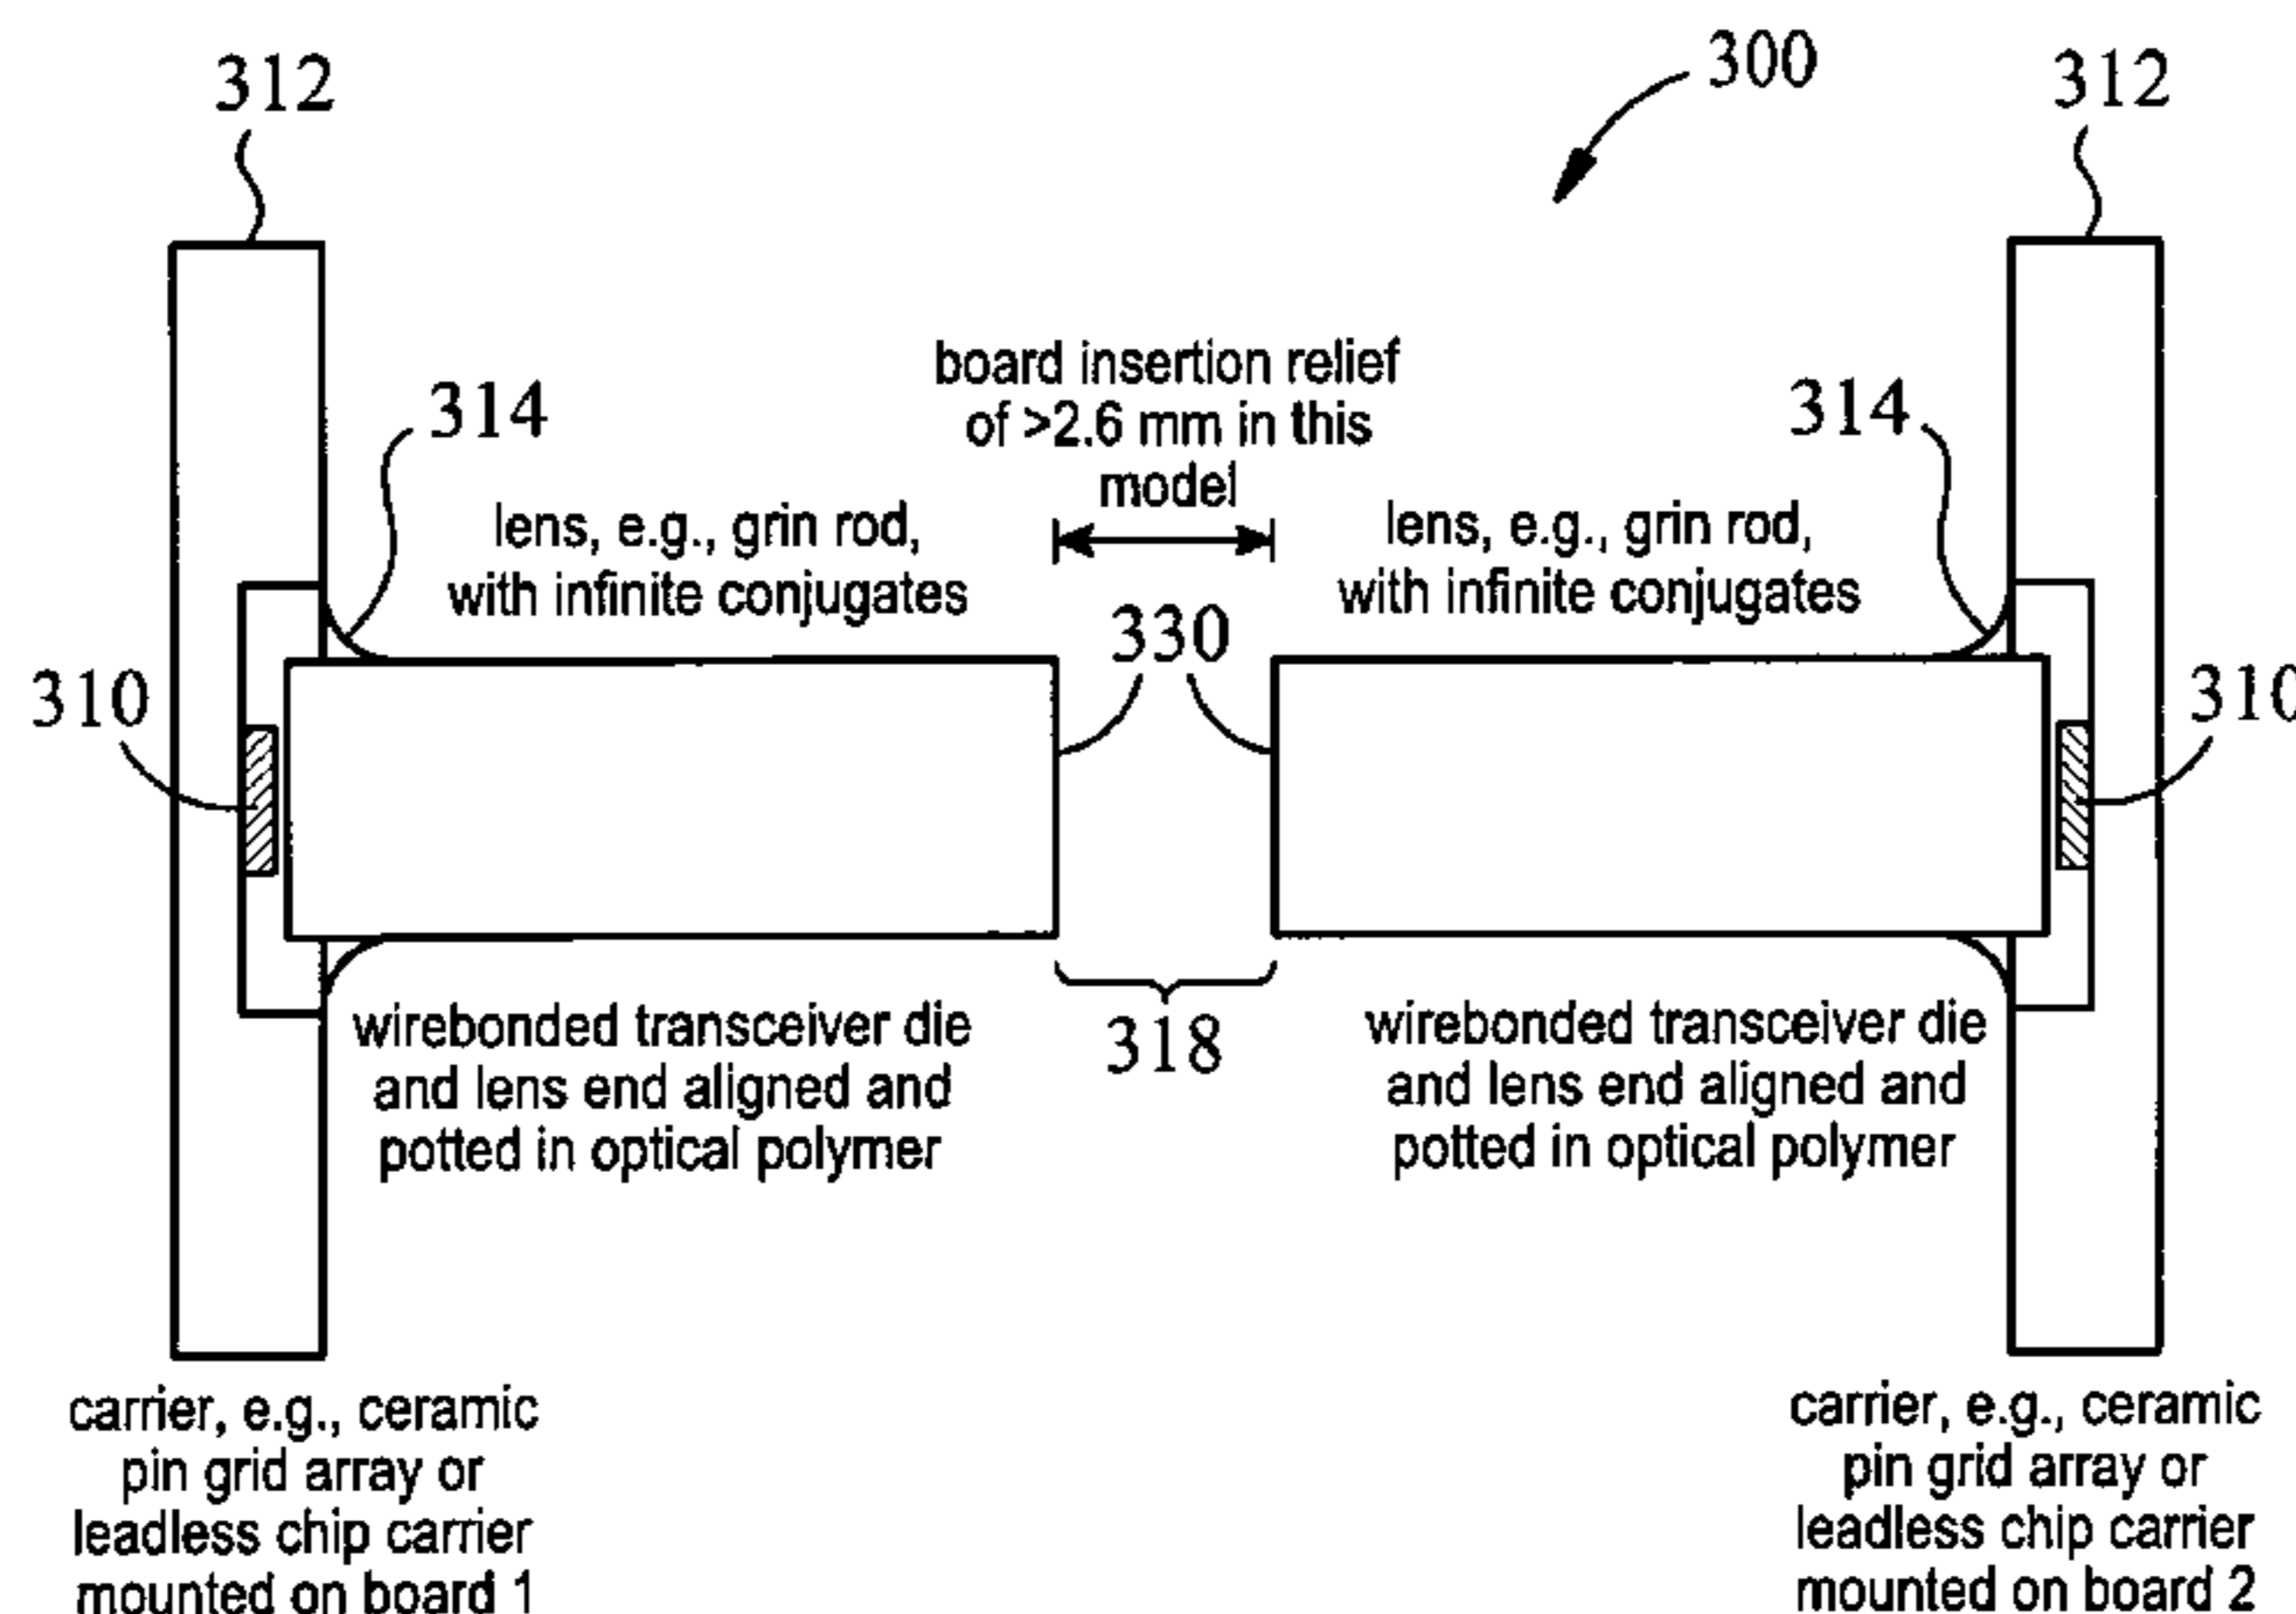 300
312
312
board insertion relief
of >2.6 mm in this
model
314
314
lens, e.g., grin rod,
with infinite conjugates
lens, e.g., grin rod,
with infinite conjugates
330
310
310
318
wirebonded transceiver die
and lens end aligned and
potted in optical polymer
wirebonded transceiver die
and lens end aligned and
potted in optical polymer
carrier, e.g., ceramic
pin grid array or
leadless chip carrier
mounted on board 1
carrier, e.g., ceramic
pin grid array or
leadless chip carrier
mounted on board 2